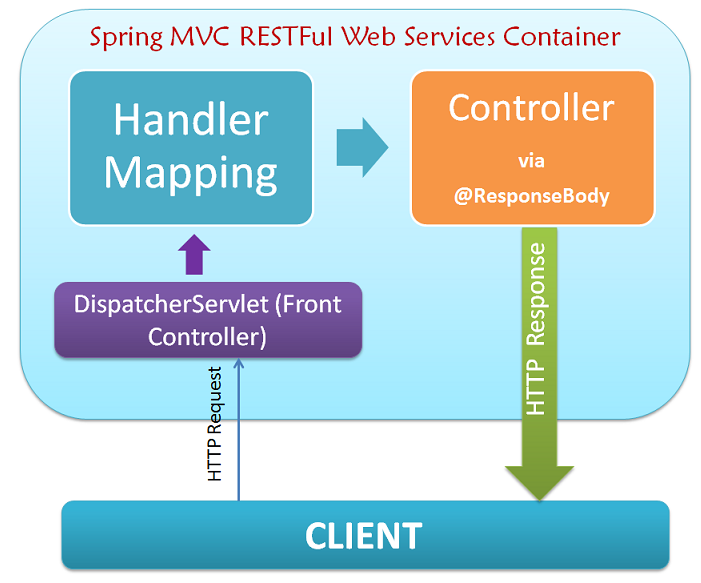 Spring MVC RESTFul Web Services Container
Handler
Mapping
Controller
via
@ResponseBody
DispatcherServlet (Front
Controller)
HTTP Request
HTTP Response
CLIENT